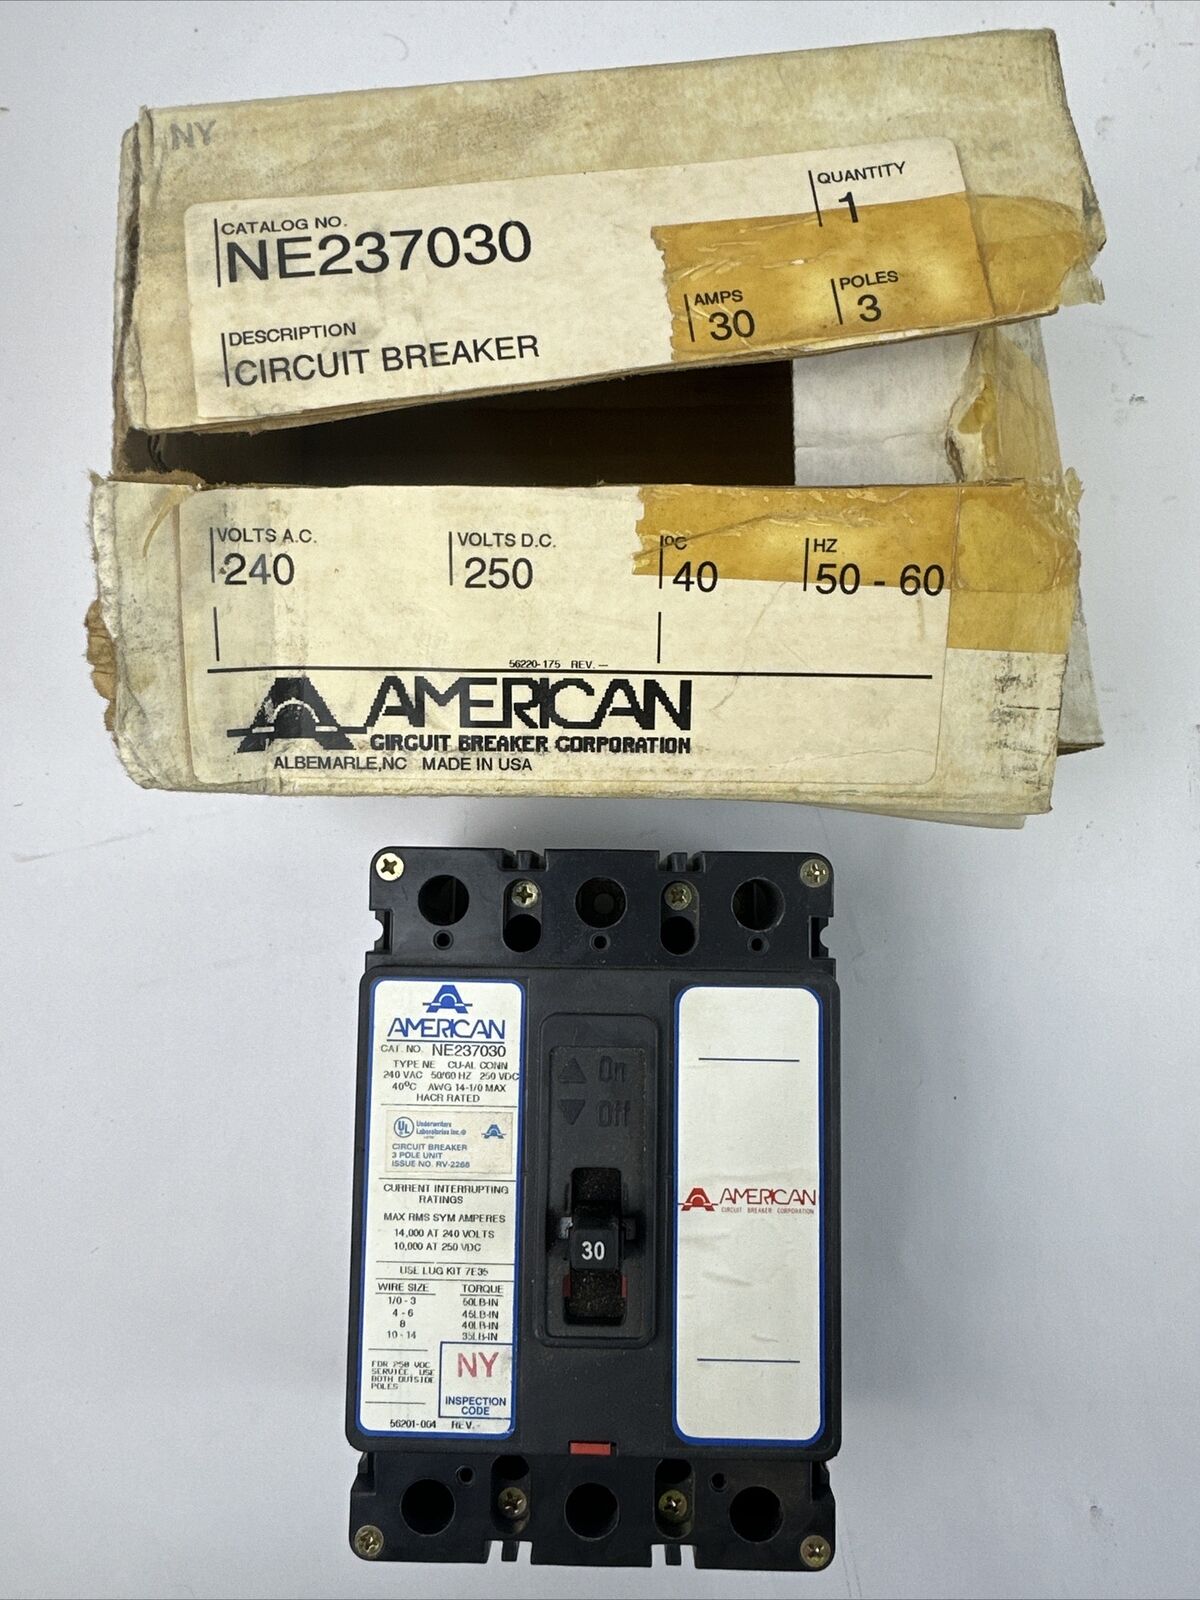 NY
CATALOG NO.
NE237030
QUANTITY
1
DESCRIPTION
CIRCUIT BREAKER
AMPS
30
POLES
3
VOLTS A.C.
240
VOLTS D.C.
250
°C
40
HZ
50 - 60
56220-175 REV. —
AMERICAN
CIRCUIT BREAKER CORPORATION
ALBEMARLE,NC MADE IN USA
AMERICAN
CAT. NO. NE237030
TYPE NE CU-AL CONN
240 VAC 50/60 HZ 250 VDC
40°C AWG 14-1/0 MAX
HACR RATED
UL
Underwriters
Laboratories Inc.®
CIRCUIT BREAKER
3 POLE UNIT
ISSUE NO. RV-2268
CURRENT INTERRUPTING
RATINGS
MAX RMS SYM AMPERES
14,000 AT 240 VOLTS
10,000 AT 250 VDC
USE LUG KIT 7E35
WIRE SIZE TORQUE
1/0 - 3 50LB-IN
4 - 6 45LB-IN
8 40LB-IN
10 - 14 35LB-IN
FOR 250 VDC
SERVICE, USE
BOTH OUTSIDE
POLES
NY
INSPECTION
CODE
56201-004 REV.-
On
Off
30
AMERICAN
CIRCUIT BREAKER CORPORATION